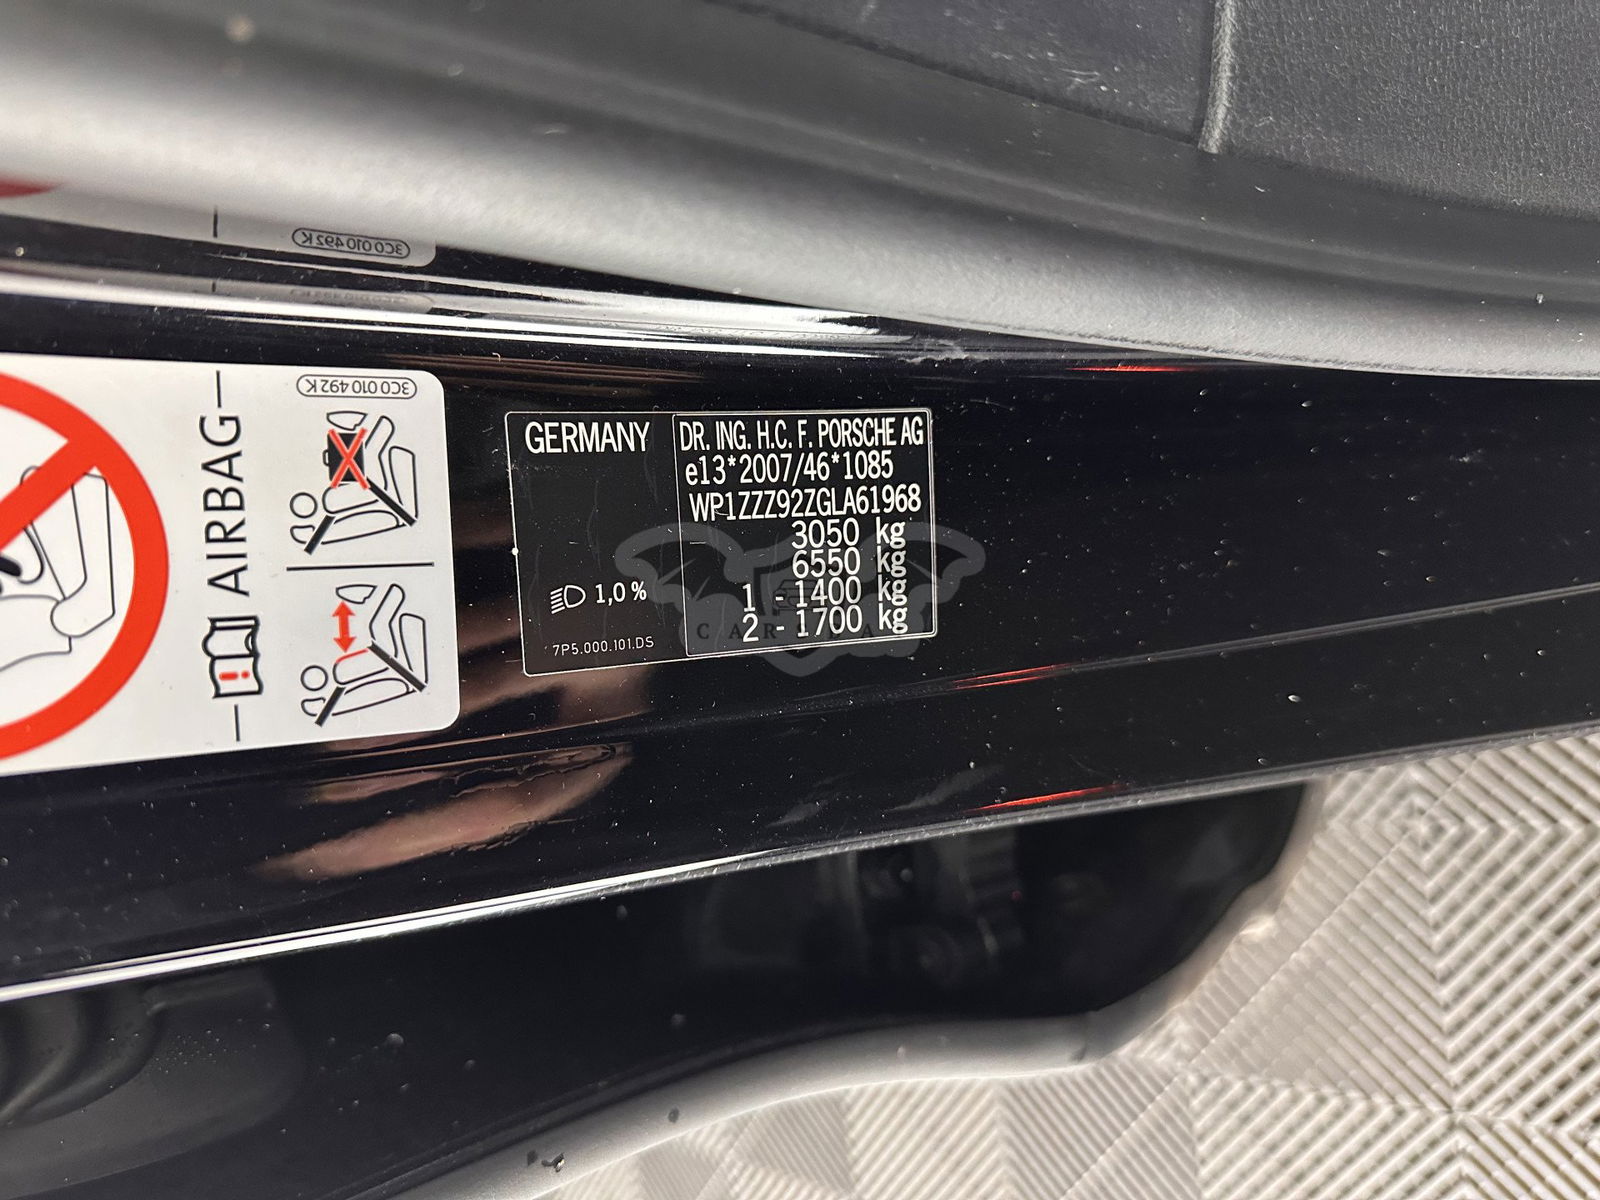 3C0 010 492 K
3C0 010 492 K
AIRBAG
GERMANY
1,0 %
7P5.000.101.DS
DR. ING. H.C. F. PORSCHE AG
e13*2007/46*1085
WP1ZZZ92ZGLA61968
3050 kg
6550 kg
1 - 1400 kg
2 - 1700 kg